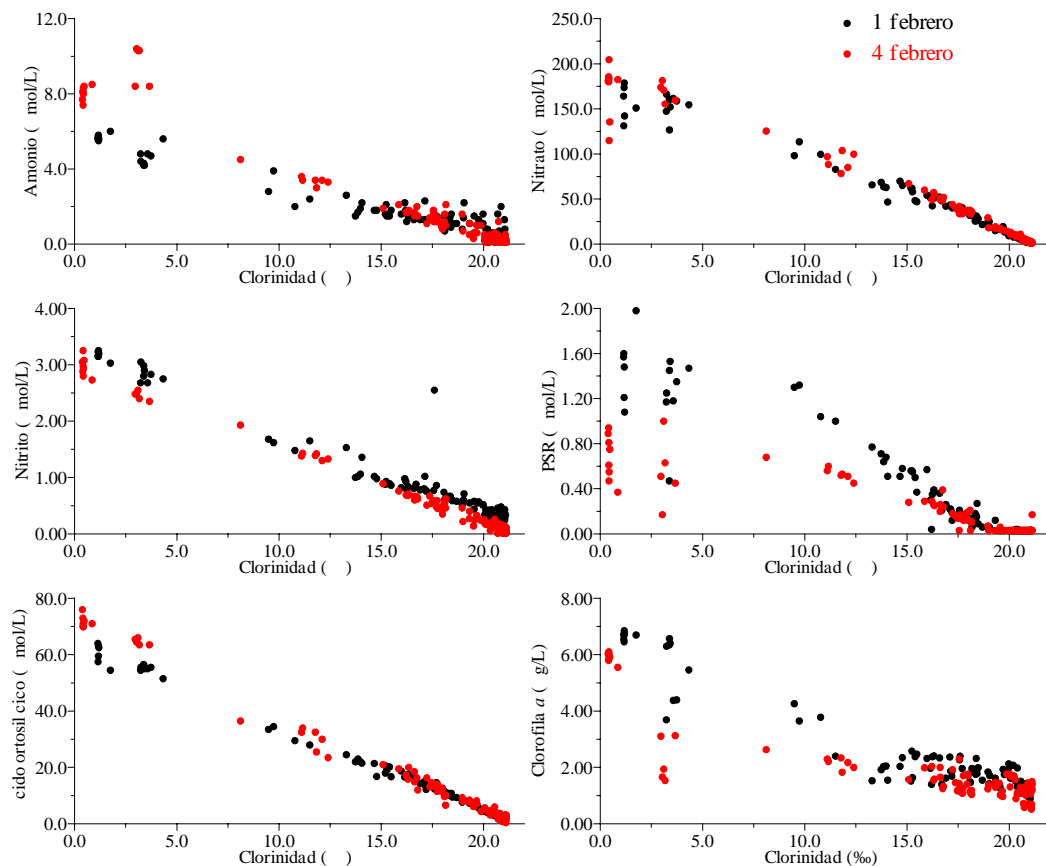 12.0
8.0
4.0
0.0
Amonio ( mol/L)
0.0 5.0 10.0 15.0 20.0
Clorinidad ( )
250.0
200.0
150.0
100.0
50.0
0.0
Nitrato ( mol/L)
0.0 5.0 10.0 15.0 20.0
Clorinidad ( )
1 febrero
4 febrero
4.00
3.00
2.00
1.00
0.00
Nitrito ( mol/L)
0.0 5.0 10.0 15.0 20.0
Clorinidad ( )
2.00
1.60
1.20
0.80
0.40
0.00
PSR ( mol/L)
0.0 5.0 10.0 15.0 20.0
Clorinidad ( )
80.0
60.0
40.0
20.0
0.0
cido ortosil cico ( mol/L)
0.0 5.0 10.0 15.0 20.0
Clorinidad ( )
8.00
6.00
4.00
2.00
0.00
Clorofila a ( g/L)
0.0 5.0 10.0 15.0 20.0
Clorinidad (‰)